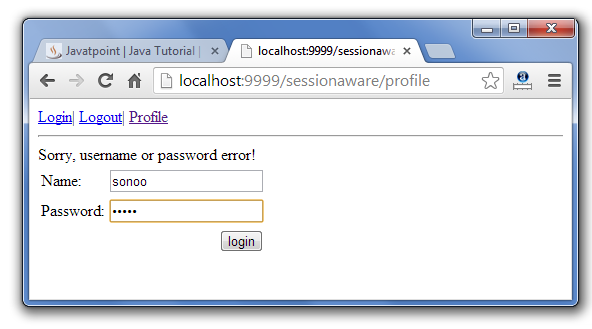 Javatpoint | Java Tutorial | localhost:9999/sessionaw
localhost:9999/sessionaware/profile
Login| Logout| Profile
Sorry, username or password error!
Name: sonoo
Password: •••••
login